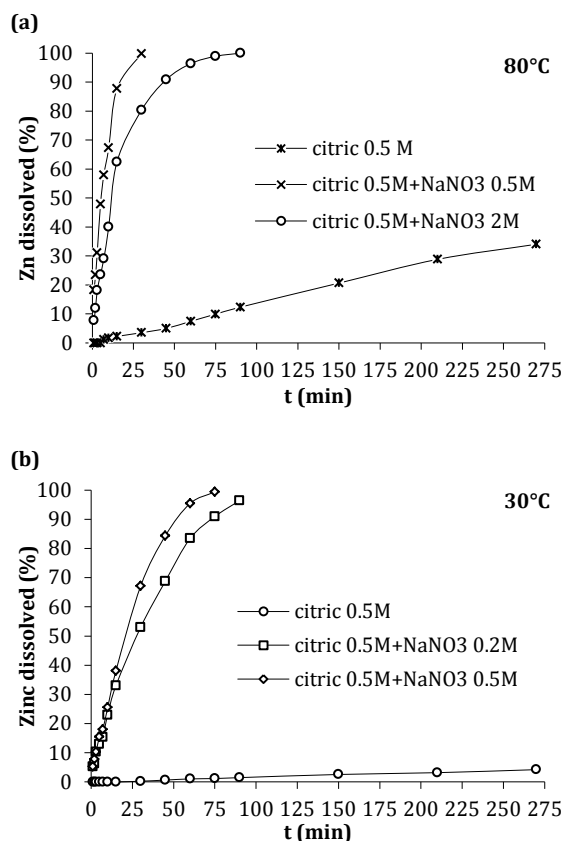 (a)
80°C
100
90
80
70
60
50
40
30
20
10
0
Zn dissolved (%)
citric 0.5 M
citric 0.5M+NaNO3 0.5M
citric 0.5M+NaNO3 2M
0 25 50 75 100 125 150 175 200 225 250 275
t (min)
(b)
30°C
100
90
80
70
60
50
40
30
20
10
0
Zinc dissolved (%)
citric 0.5M
citric 0.5M+NaNO3 0.2M
citric 0.5M+NaNO3 0.5M
0 25 50 75 100 125 150 175 200 225 250 275
t (min)